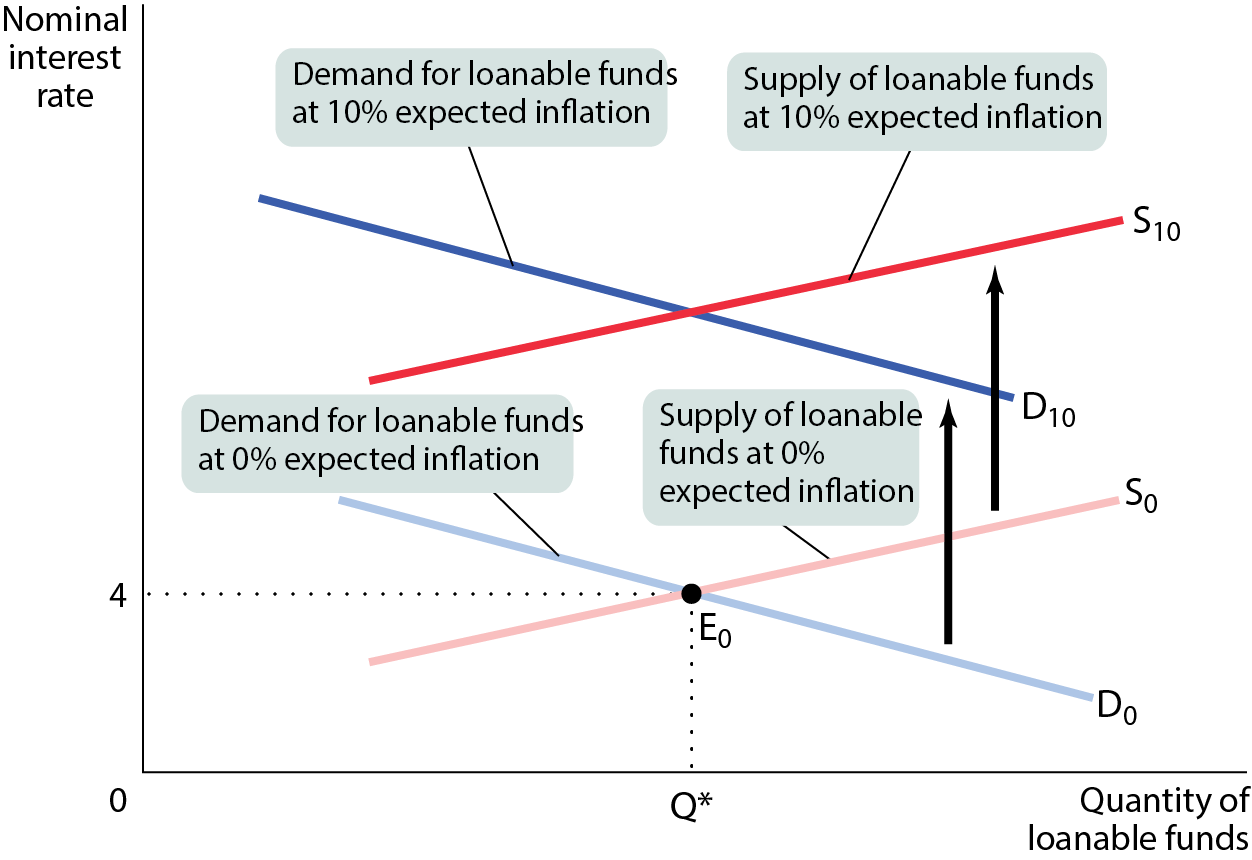 Nominal
interest
rate
Demand for loanable funds
at 10% expected inflation
Supply of loanable funds
at 10% expected inflation
S10
D10
Demand for loanable funds
at 0% expected inflation
Supply of loanable
funds at 0%
expected inflation
S0
4
E0
D0
0
Q*
Quantity of
loanable funds